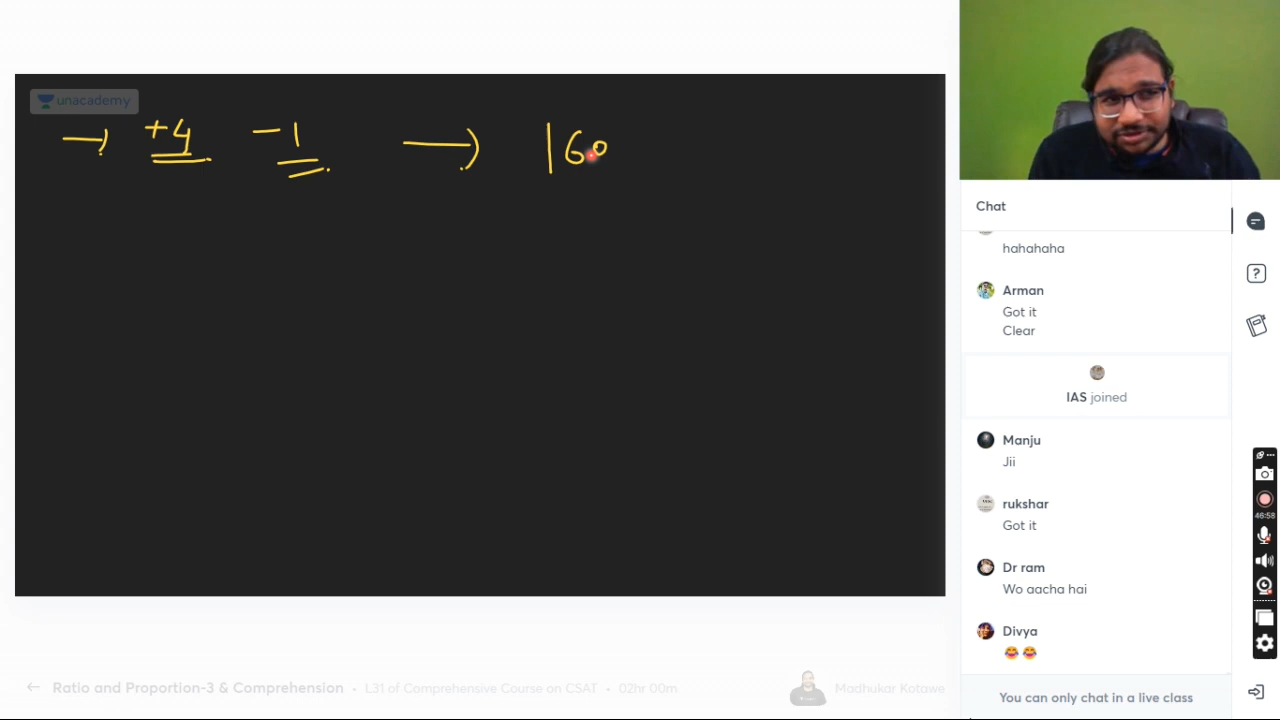 unacademy
→ +4 -1 → 160
Chat
hahahaha
Arman
Got it
Clear
IAS joined
Manju
Jii
rukshar
Got it
Dr ram
Wo aacha hai
Divya
😂 😂
46:58
← Ratio and Proportion-3 & Comprehension • L31 of Comprehensive Course on CSAT • 02hr 00m
Madhukar Kotawe
You can only chat in a live class